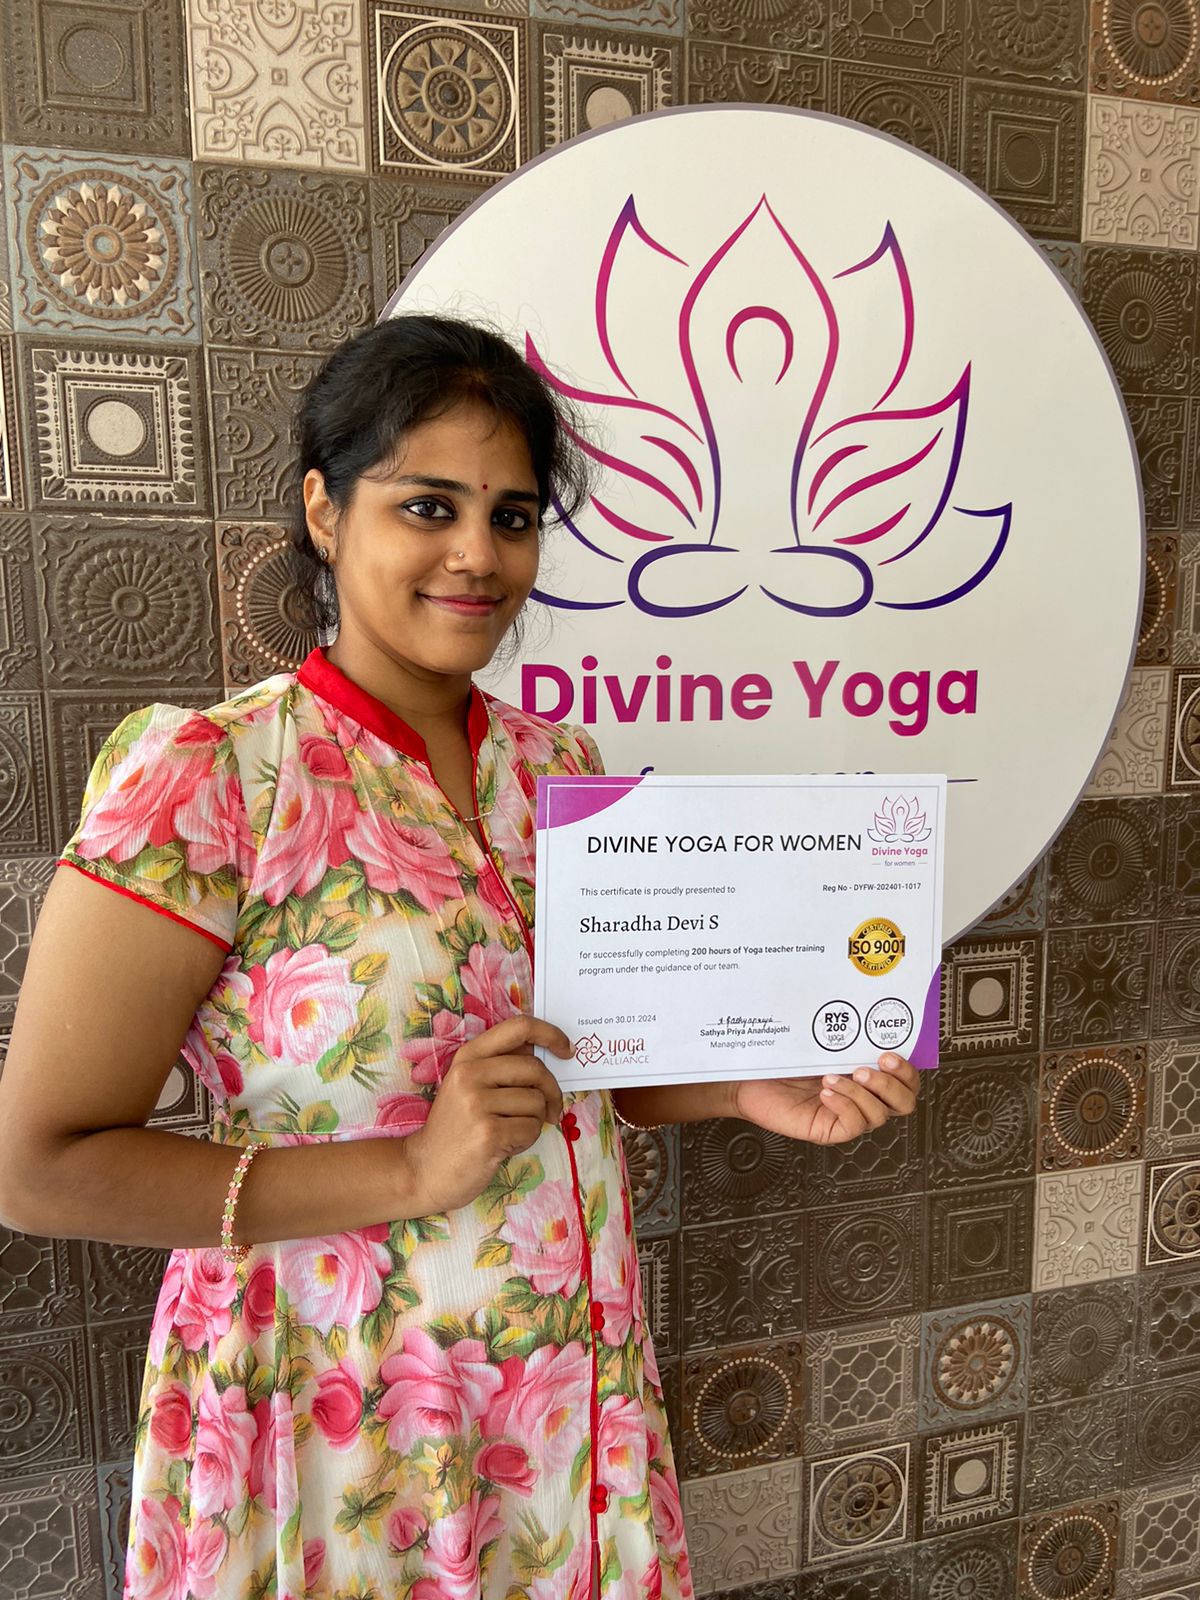 Divine Yoga
DIVINE YOGA FOR WOMEN
Divine Yoga
for women
This certificate is proudly presented to
Reg No - DYFW-202401-1017
Sharadha Devi S
for successfully completing 200 hours of Yoga teacher training
program under the guidance of our team.
CERTIFIED
ISO 9001
CERTIFIED
Issued on 30.01.2024
Sathya Priya Anandajothi
Managing director
yoga
ALLIANCE
RYS
200
yoga
ALLIANCE
YACEP
yoga
ALLIANCE